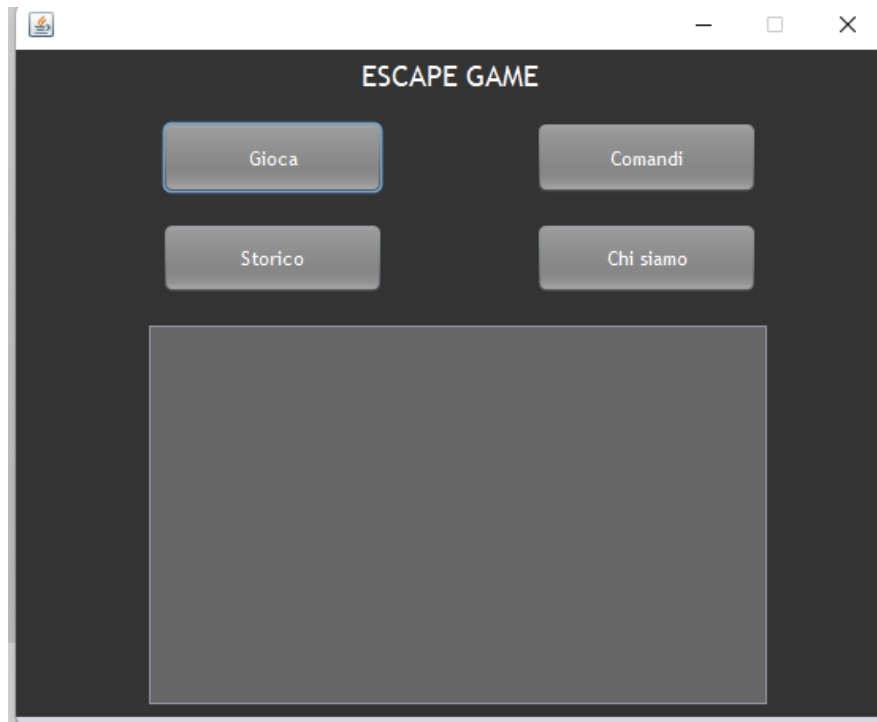 ESCAPE GAME
Gioca
Comandi
Storico
Chi siamo